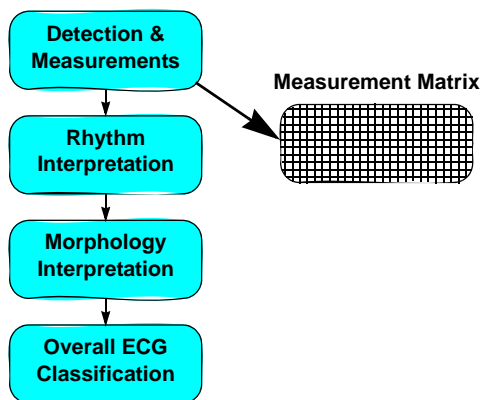 Detection &
Measurements
Measurement Matrix
Rhythm
Interpretation
Morphology
Interpretation
Overall ECG
Classification